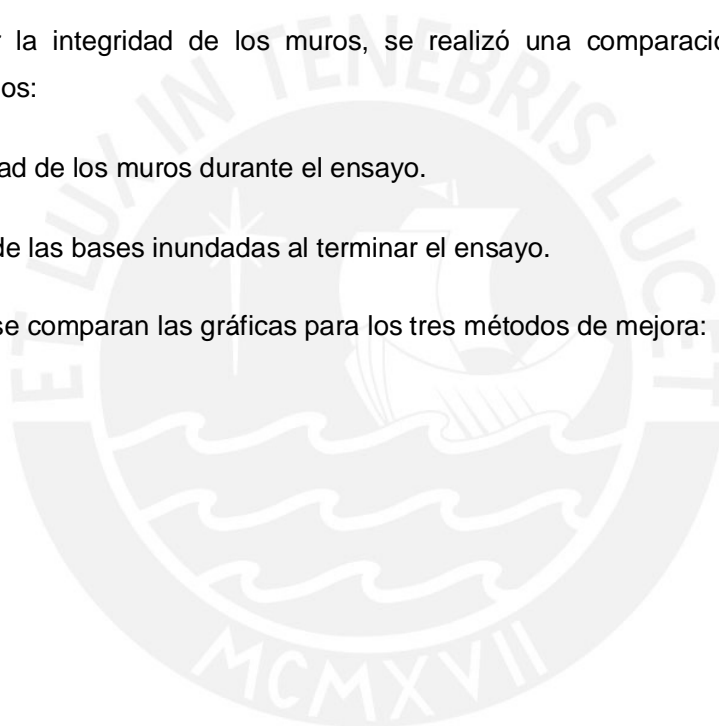 la integridad de los muros, se realizó una
os:
ad de los muros durante el ensayo.
de las bases inundadas al terminar el ensayo.
se comparan las gráficas para los tres métodos de mejora:
ET LUX IN TENEBRIS LUCET
MCMXVII